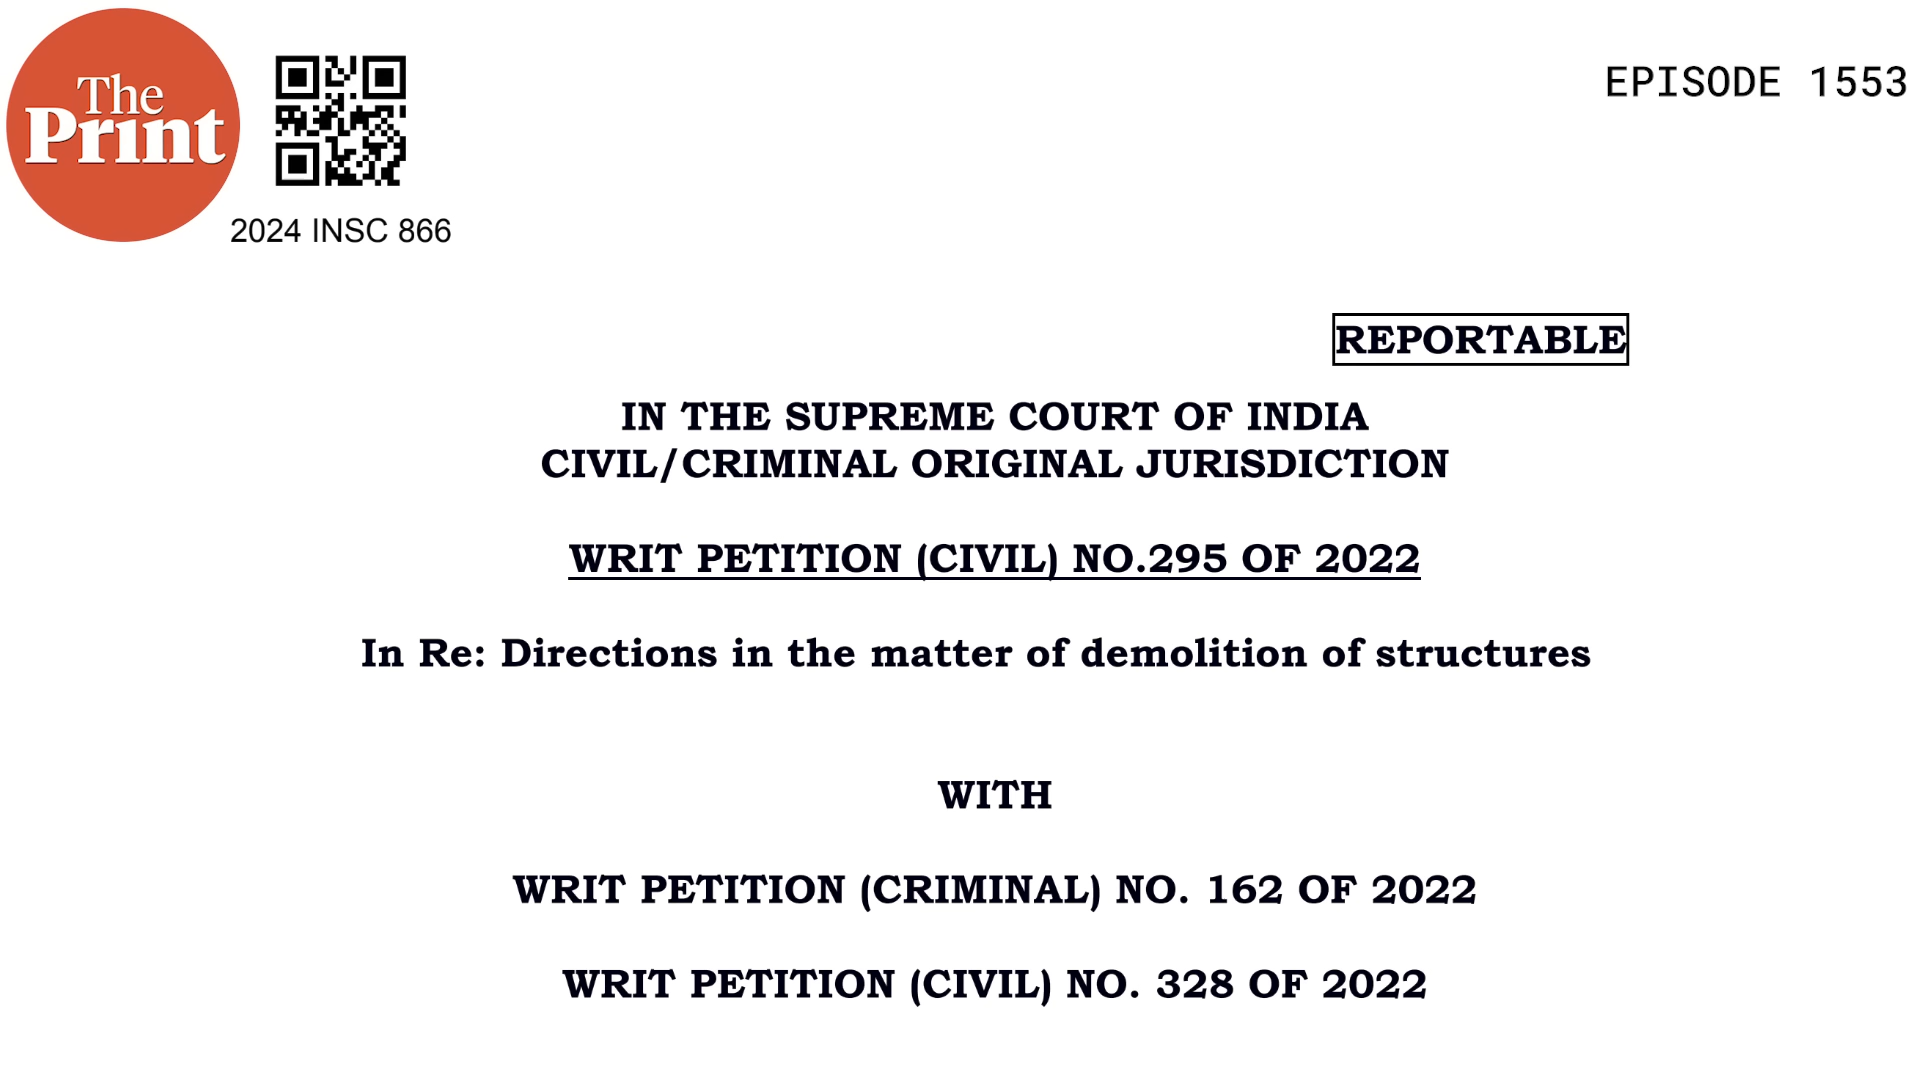 The
Print
EPISODE 1553
2024 INSC 866
REPORTABLE
IN THE SUPREME COURT OF INDIA
CIVIL/CRIMINAL ORIGINAL JURISDICTION
WRIT PETITION (CIVIL) NO.295 OF 2022
In Re: Directions in the matter of demolition of structures
WITH
WRIT PETITION (CRIMINAL) NO. 162 OF 2022
WRIT PETITION (CIVIL) NO. 328 OF 2022